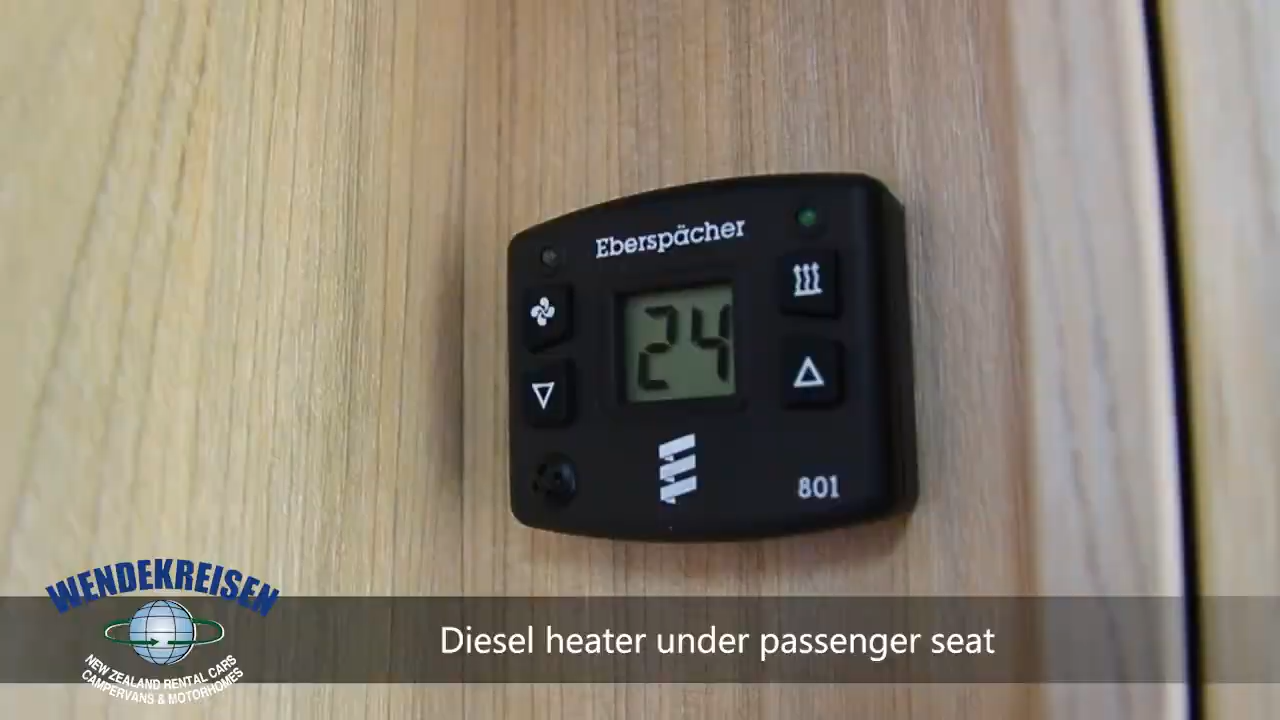 Eberspächer
24
801
WENDEKREISEN
NEW ZEALAND RENTAL CARS
CAMPERVANS & MOTORHOMES
Diesel heater under passenger seat